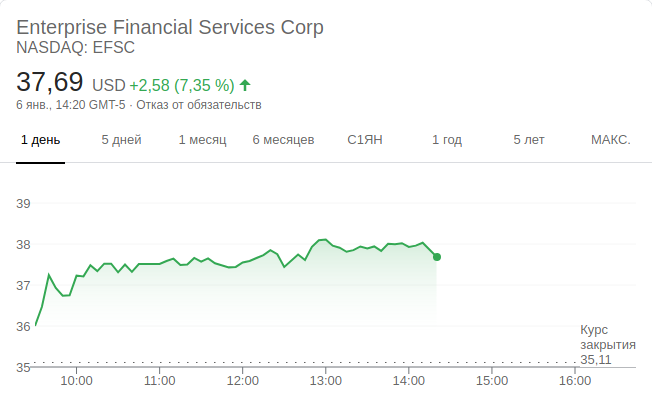 Enterprise Financial Services Corp
NASDAQ: EFSC
37,69 USD +2,58 (7,35 %)
6 янв., 14:20 GMT-5 · Отказ от обязательств
1 день 5 дней 1 месяц 6 месяцев С1ЯН 1 год 5 лет МАКС.
39
38
37
36
Курс
закрытия
35,11
35
10:00 11:00 12:00 13:00 14:00 15:00 16:00